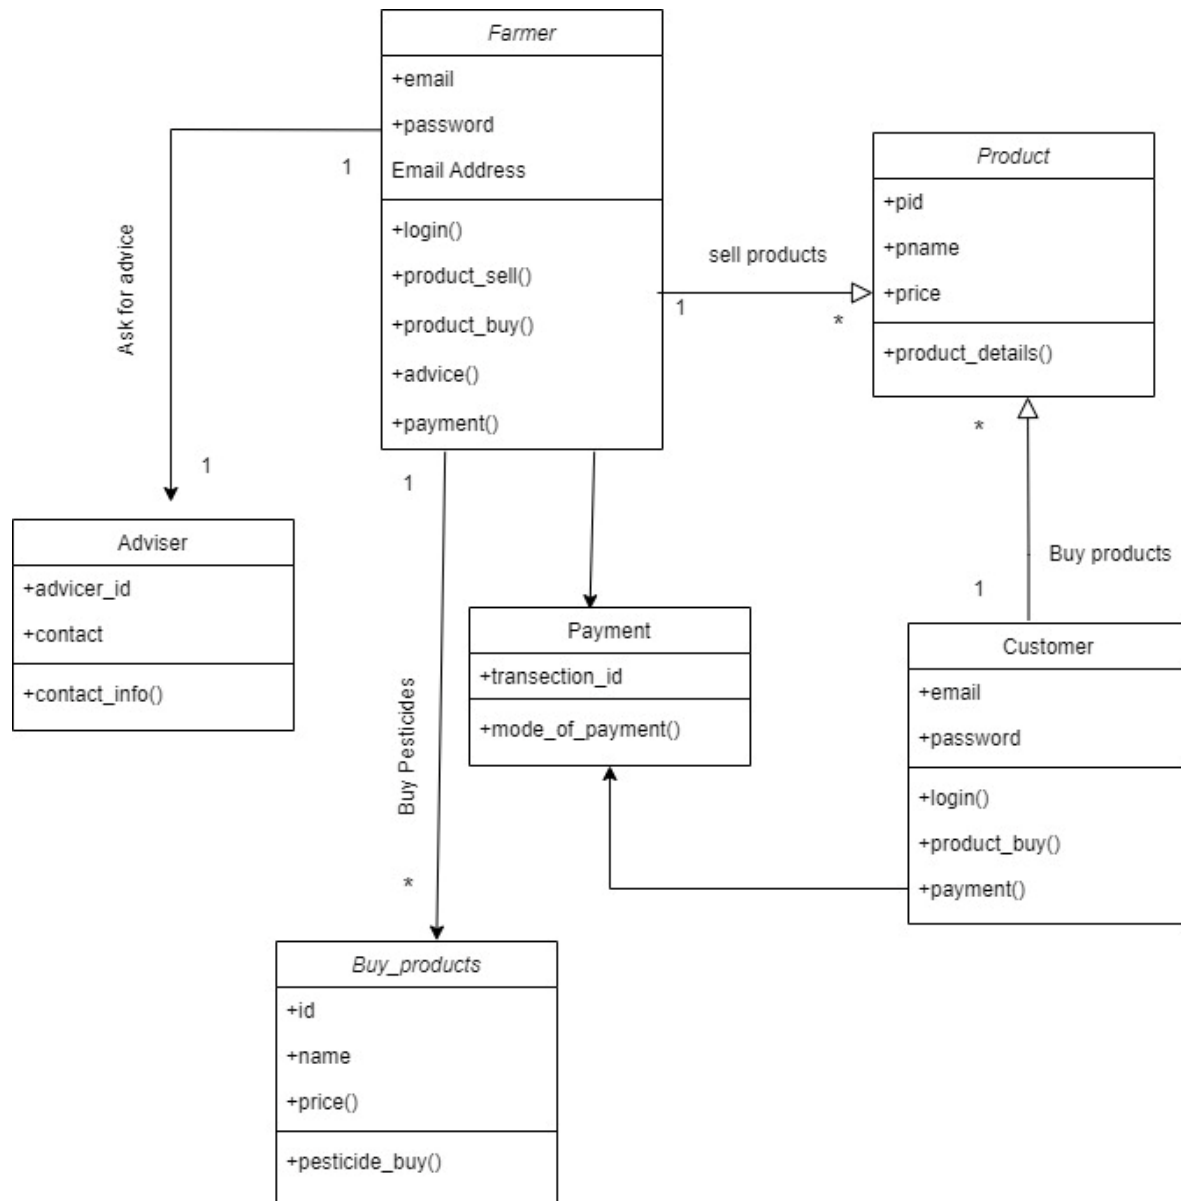 Farmer
+email
+password
Email Address
+login()
+product_sell()
+product_buy()
+advice()
+payment()
1
Ask for advice
1
sell products
1
*
Product
+pid
+pname
+price
+product_details()
*
Buy products
1
Adviser
+advicer_id
+contact
+contact_info()
1
Buy Pesticides
*
Payment
+transection_id
+mode_of_payment()
Customer
+email
+password
+login()
+product_buy()
+payment()
Buy_products
+id
+name
+price()
+pesticide_buy()